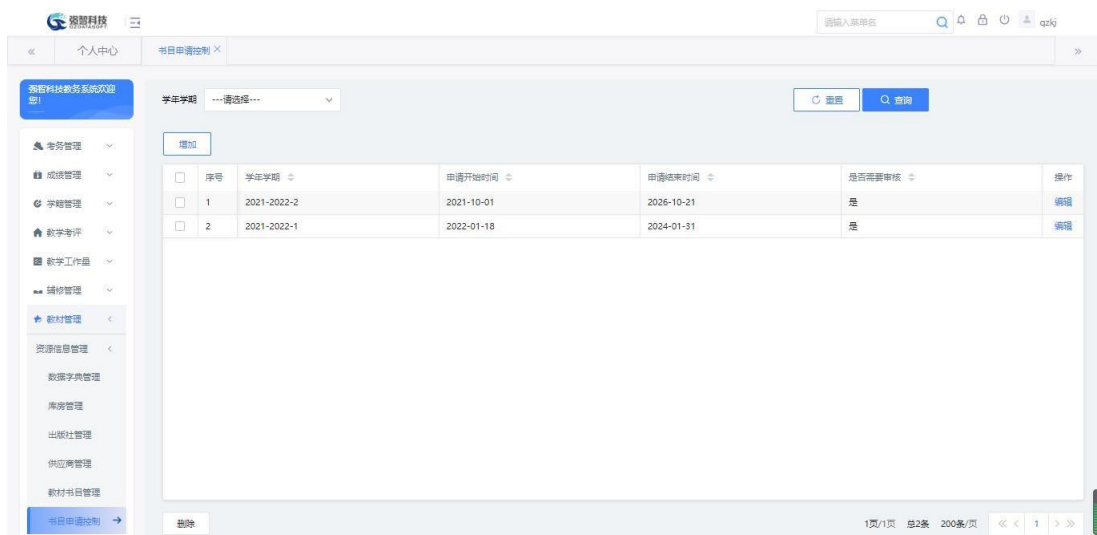 强智科技
QZDATASOFT
请输入菜单名
qzkj
个人中心
书目申请控制
强智科技教务系统欢迎您!
学年学期 ---请选择---
重置 查询
考务管理
成绩管理
学籍管理
教学考评
教学工作量
辅修管理
教材管理
资源信息管理
数据字典管理
库房管理
出版社管理
供应商管理
教材书目管理
书目申请控制
增加
序号 学年学期 申请开始时间 申请结束时间 是否需要审核 操作
1 2021-2022-2 2021-10-01 2026-10-21 是 编辑
2 2021-2022-1 2022-01-18 2024-01-31 是 编辑
删除
1页/1页 总2条 200条/页 1